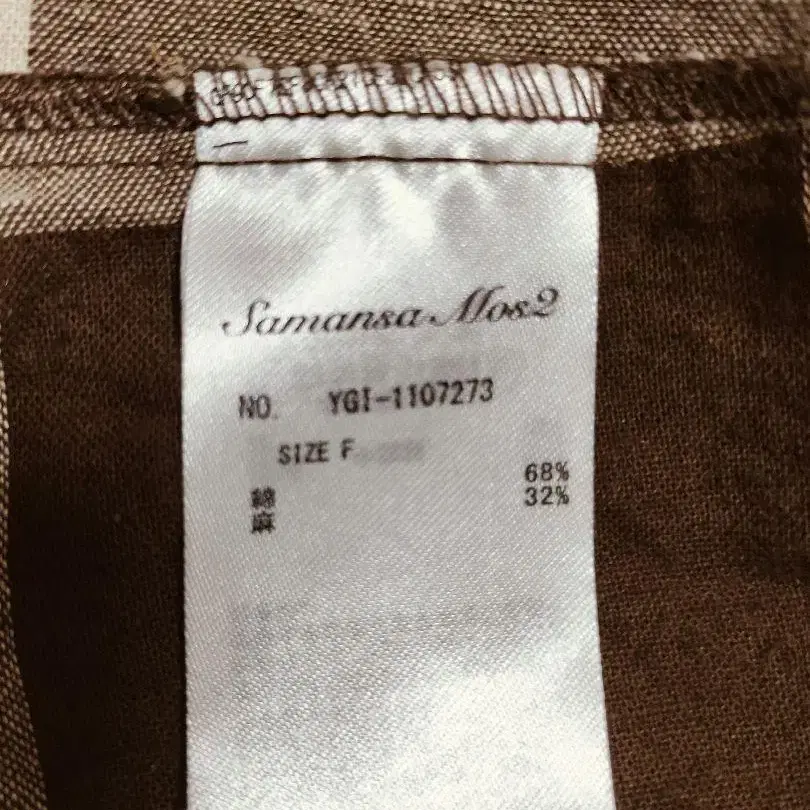 Samansa Mos2
NO. YGI-1107273
SIZE F
綿 68%
麻 32%